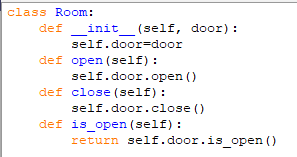 class Room:
    def __init__(self, door):
        self.door=door
    def open(self):
        self.door.open()
    def close(self):
        self.door.close()
    def is_open(self):
        return self.door.is_open()